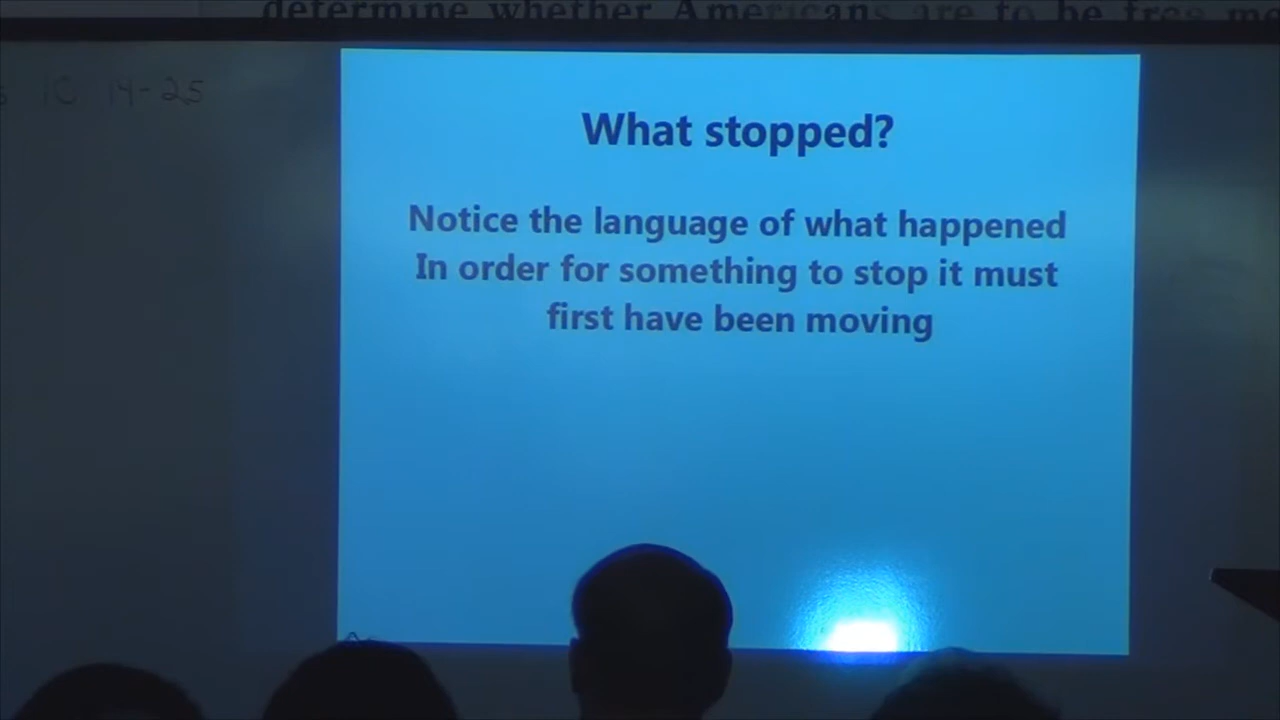 determine whether Americans are to be free
10 14-25
What stopped?
Notice the language of what happened
In order for something to stop it must
first have been moving